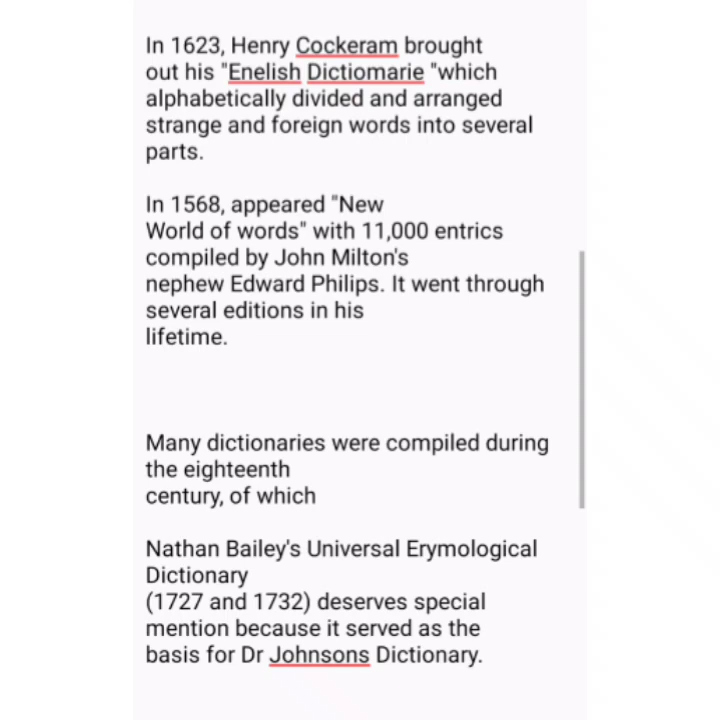 In 1623, Henry Cockeram brought
out his "Enelish Dictiomarie "which
alphabetically divided and arranged
strange and foreign words into several
parts.
In 1568, appeared "New
World of words" with 11,000 entrics
compiled by John Milton's
nephew Edward Philips. It went through
several editions in his
lifetime.
Many dictionaries were compiled during
the eighteenth
century, of which
Nathan Bailey's Universal Erymological
Dictionary
(1727 and 1732) deserves special
mention because it served as the
basis for Dr Johnsons Dictionary.